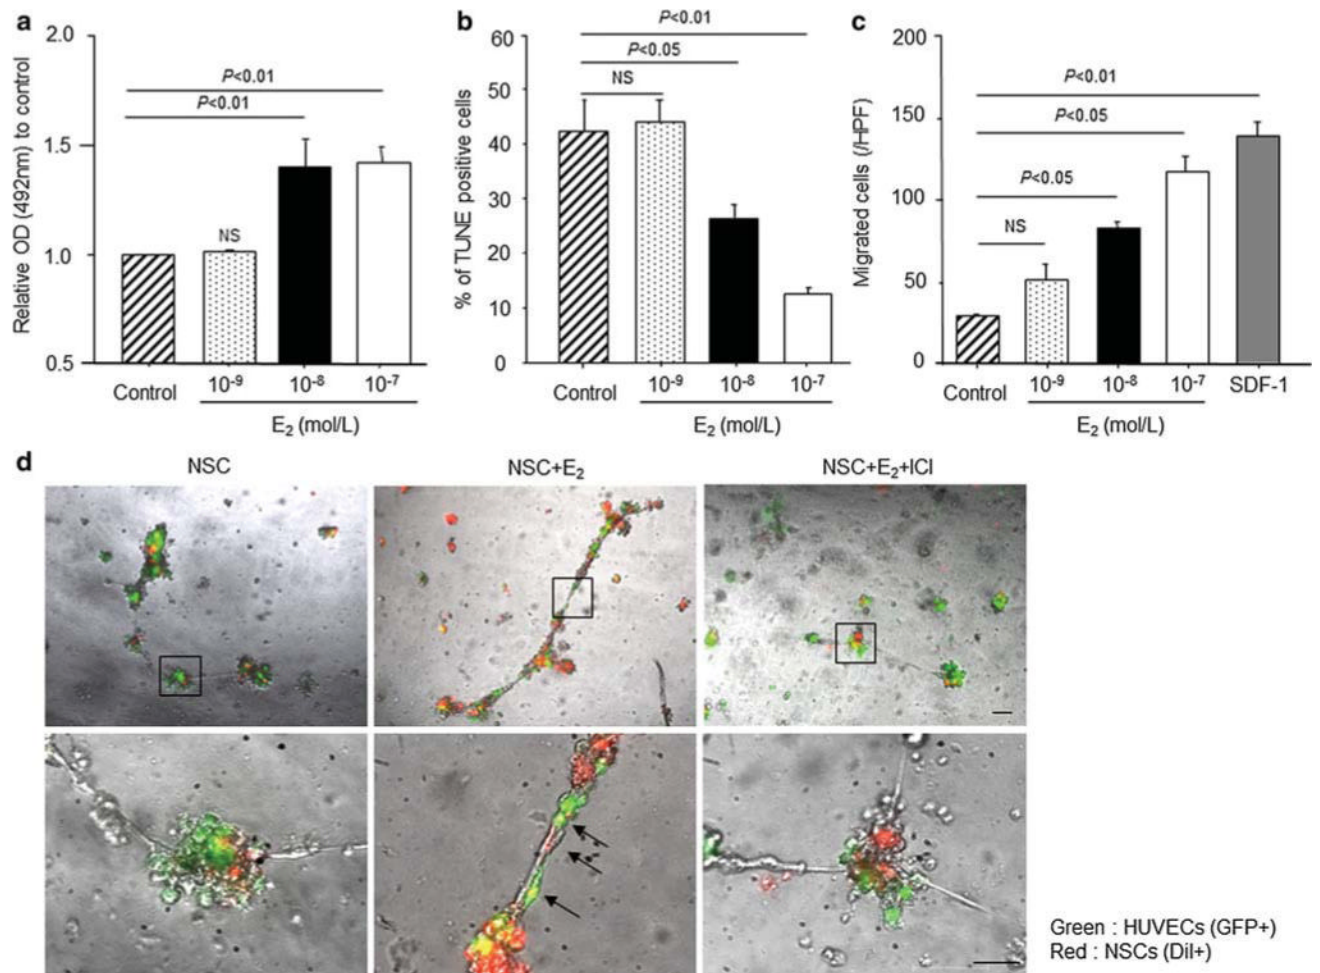 a
2.0
1.5
1.0
0.5
Relative OD (492nm) to control
P<0.01
P<0.01
NS
Control
10-9
10-8
10-7
E2 (mol/L)
b
60
50
40
30
20
10
0
% of TUNE positive cells
P<0.01
P<0.05
NS
Control
10-9
10-8
10-7
E2 (mol/L)
c
200
150
100
50
0
Migrated cells (/HPF)
P<0.01
P<0.05
P<0.05
NS
Control
10-9
10-8
10-7
SDF-1
E2 (mol/L)
d
NSC
NSC+E2
NSC+E2+ICI
Green : HUVECs (GFP+)
Red : NSCs (DiI+)